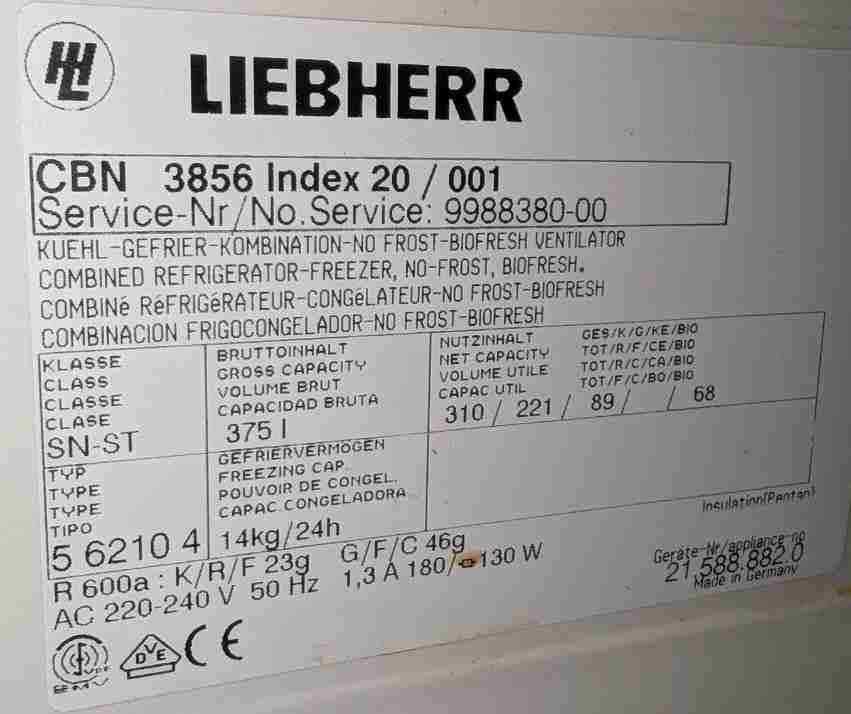 LIEBHERR
CBN 3856 Index 20 / 001
Service-Nr/No.Service: 9988380-00
KUEHL-GEFRIER-KOMBINATION-NO FROST-BIOFRESH VENTILATOR
COMBINED REFRIGERATOR-FREEZER, NO-FROST, BIOFRESH.
COMBINé RéFRIGéRATEUR-CONGéLATEUR-NO FROST-BIOFRESH
COMBINACION FRIGOCONGELADOR-NO FROST-BIOFRESH
KLASSE
CLASS
CLASSE
CLASE
SN-ST
BRUTTOINHALT
GROSS CAPACITY
VOLUME BRUT
CAPACIDAD BRUTA
375 l
NUTZINHALT GES/K/G/KE/BIO
NET CAPACITY TOT/R/F/CE/BIO
VOLUME UTILE TOT/R/C/CA/BIO
CAPAC UTIL TOT/F/C/BO/BIO
310 / 221 / 89 / / 68
TYP
TYPE
TYPE
TIPO
5 6210 4
GEFRIERVERMÖGEN
FREEZING CAP.
POUVOIR DE CONGEL.
CAPAC.CONGELADORA
14kg/24h
Insulation(Pentan)
R 600a : K/R/F 23g G/F/C 46g
AC 220-240 V 50 Hz 1,3 A 180/ 130 W
Geräte-Nr/appliance-no
21.588.882.0
Made in Germany
DVE
CE
EMV